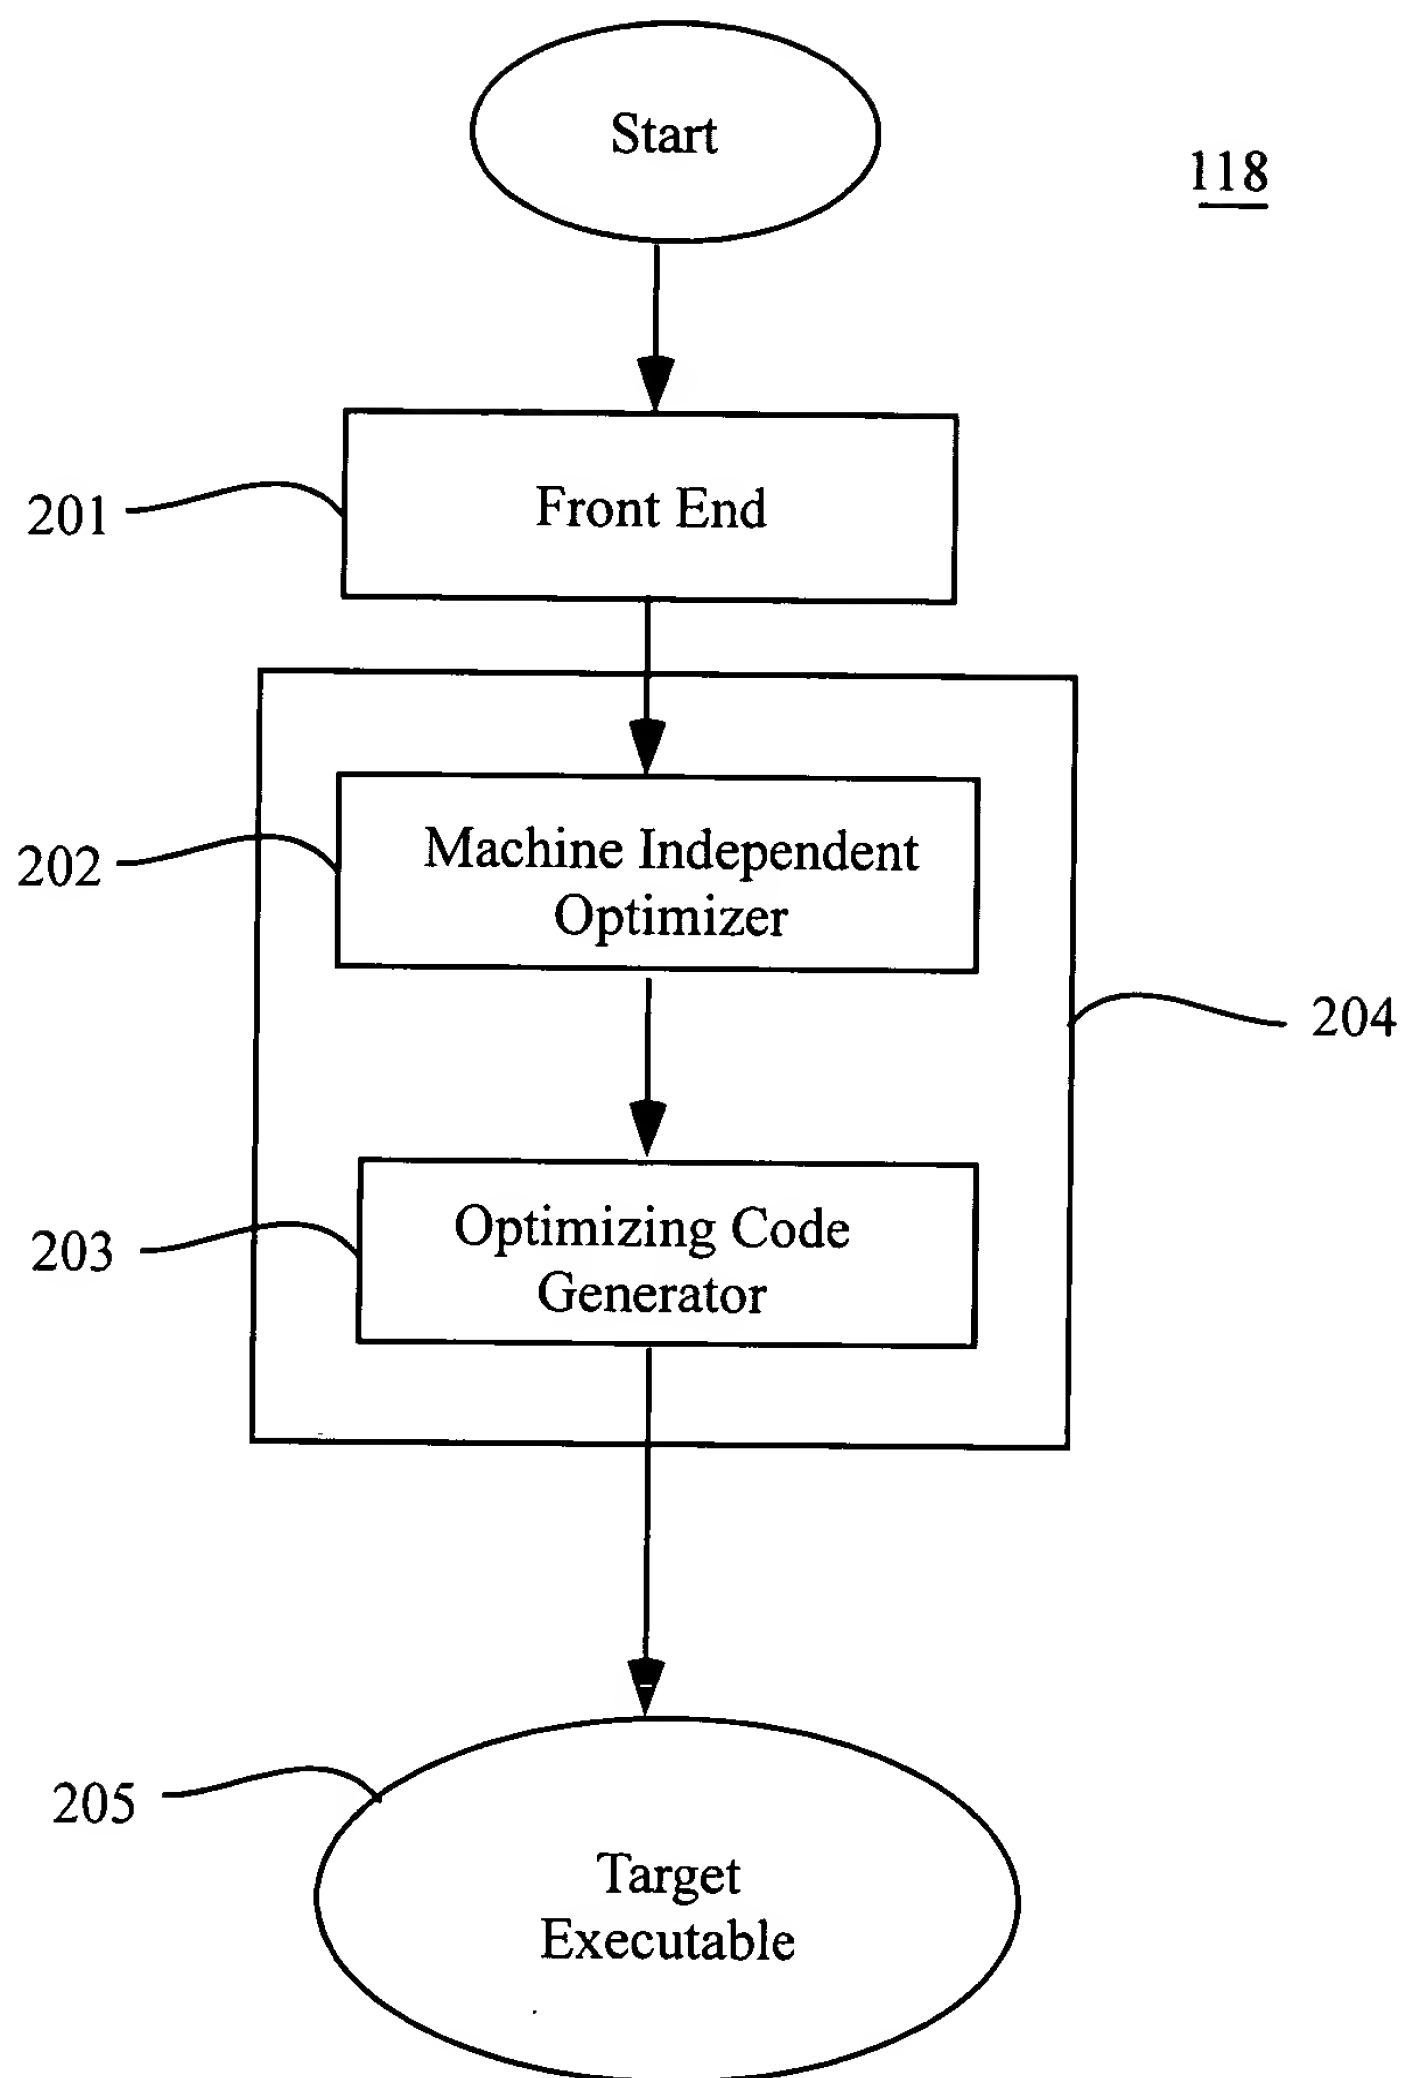 Start
118
201
Front End
202
Machine Independent
Optimizer
204
203
Optimizing Code
Generator
205
Target
Executable